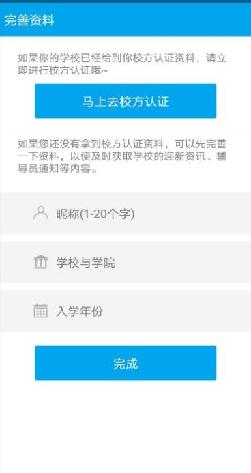 完善资料
如果你的学校已经给到你校方认证资料，请立
即进行校方认证哦~
马上去校方认证
如果您还没有拿到校方认证资料，可以先完善
一下资料，以便及时获取学校的迎新资讯、辅
导员通知等内容。
昵称(1-20个字)
学校与学院
入学年份
完成